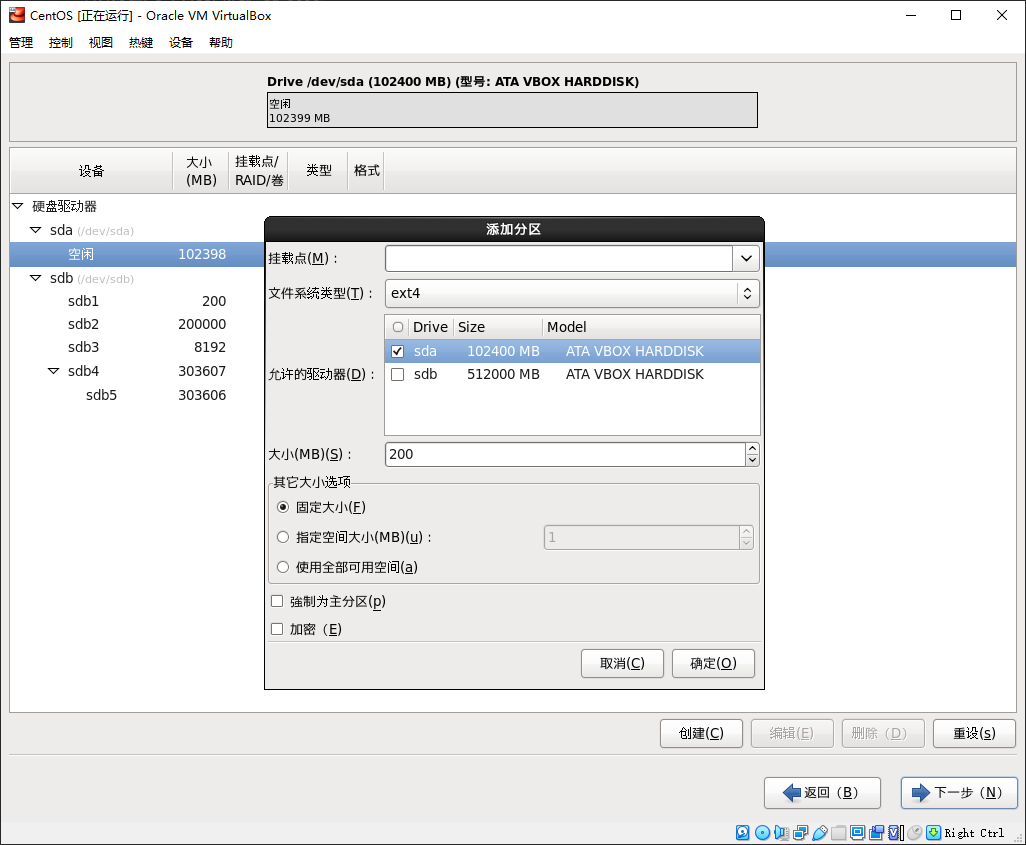 CentOS [正在运行] - Oracle VM VirtualBox
管理 控制 视图 热键 设备 帮助
Drive /dev/sda (102400 MB) (型号: ATA VBOX HARDDISK)
空闲
102399 MB
设备 大小 (MB) 挂载点/ RAID/卷 类型 格式
硬盘驱动器
sda (/dev/sda)
空闲 102398
sdb (/dev/sdb)
sdb1 200
sdb2 200000
sdb3 8192
sdb4 303607
sdb5 303606
添加分区
挂载点(M)：
文件系统类型(T)： ext4
允许的驱动器(D)：
Drive Size Model
sda 102400 MB ATA VBOX HARDDISK
sdb 512000 MB ATA VBOX HARDDISK
大小(MB)(S)： 200
其它大小选项
固定大小(F)
指定空间大小(MB)(u)： 1
使用全部可用空间(a)
強制为主分区(p)
加密（E)
取消(C) 确定(O)
创建(C) 编辑(E) 删除（D） 重设(s)
返回（B） 下一步（N）
Right Ctrl